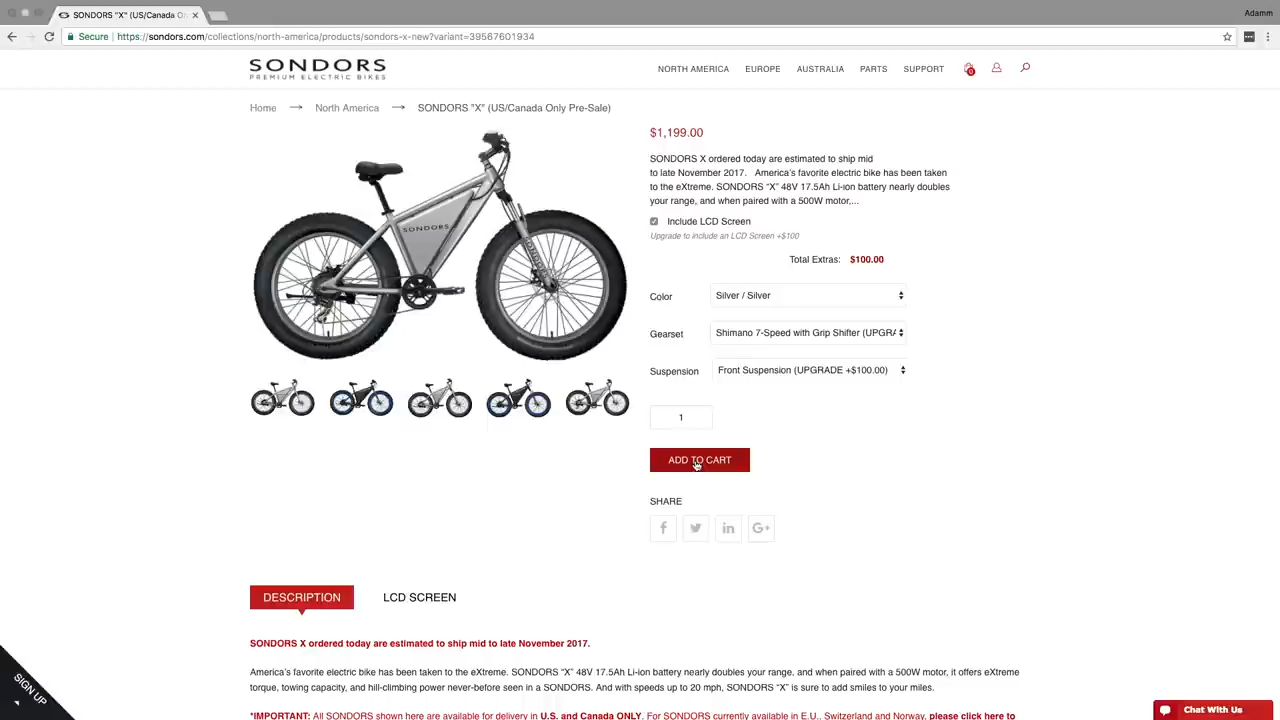 SONDORS "X" (US/Canada On
Adamm
Secure
https://sondors.com/collections/north-america/products/sondors-x-new?variant=39567601934
SONDORS
PREMIUM ELECTRIC BIKES
NORTH AMERICA EUROPE AUSTRALIA PARTS SUPPORT 0
Home → North America → SONDORS "X" (US/Canada Only Pre-Sale)
SONDORS
$1,199.00
SONDORS X ordered today are estimated to ship mid
to late November 2017. America's favorite electric bike has been taken
to the eXtreme. SONDORS "X" 48V 17.5Ah Li-ion battery nearly doubles
your range, and when paired with a 500W motor,...
Include LCD Screen
Upgrade to include an LCD Screen +$100
Total Extras: $100.00
Color Silver / Silver
Gearset Shimano 7-Speed with Grip Shifter (UPGRA
Suspension Front Suspension (UPGRADE +$100.00)
1
ADD TO CART
SHARE
f in G+
DESCRIPTION LCD SCREEN
SONDORS X ordered today are estimated to ship mid to late November 2017.
America's favorite electric bike has been taken to the eXtreme. SONDORS "X" 48V 17.5Ah Li-ion battery nearly doubles your range, and when paired with a 500W motor, it offers eXtreme
torque, towing capacity, and hill-climbing power never-before seen in a SONDORS. And with speeds up to 20 mph, SONDORS "X" is sure to add smiles to your miles.
*IMPORTANT: All SONDORS shown here are available for delivery in U.S. and Canada ONLY. For SONDORS currently available in E.U., Switzerland and Norway, please click here to
SIGN UP
Chat With Us